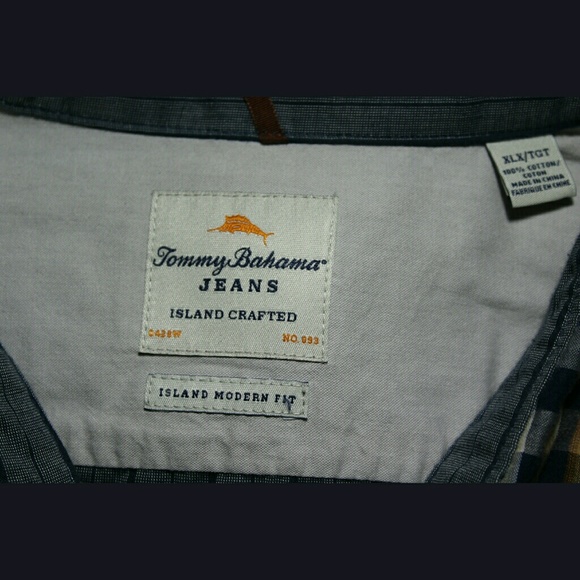 Tommy Bahama®
JEANS
ISLAND CRAFTED
NO. 993
ISLAND MODERN FIT
XLX/TGT
100% COTTON/
COTON
MADE IN CHINA
FABRIQUÉ EN CHINE